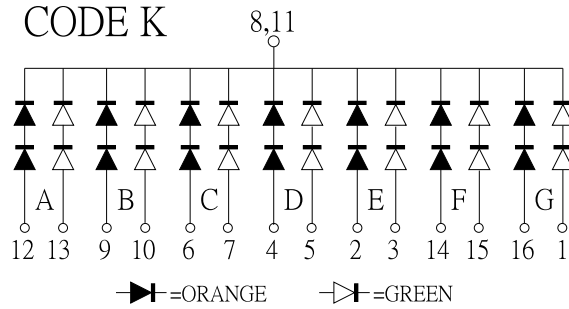 CODE K
8,11
A B C D E F G
12 13 9 10 6 7 4 5 2 3 14 15 16 1
=ORANGE =GREEN